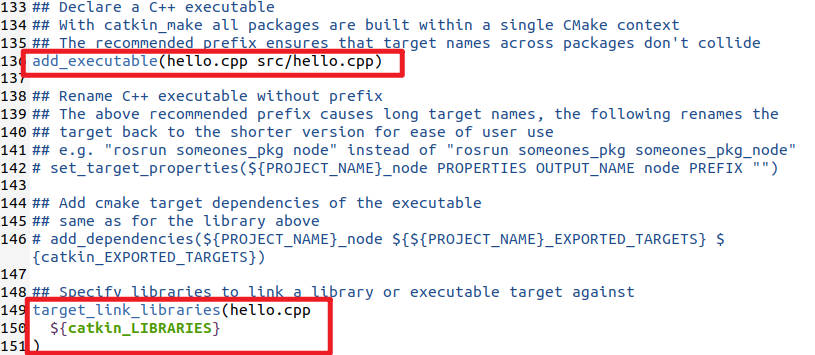 133 ## Declare a C++ executable
134 ## With catkin_make all packages are built within a single CMake context
135 ## The recommended prefix ensures that target names across packages don't collide
136 add_executable(hello.cpp src/hello.cpp)
137
138 ## Rename C++ executable without prefix
139 ## The above recommended prefix causes long target names, the following renames the
140 ## target back to the shorter version for ease of user use
141 ## e.g. "rosrun someones_pkg node" instead of "rosrun someones_pkg someones_pkg_node"
142 # set_target_properties(${PROJECT_NAME}_node PROPERTIES OUTPUT_NAME node PREFIX "")
143
144 ## Add cmake target dependencies of the executable
145 ## same as for the library above
146 # add_dependencies(${PROJECT_NAME}_node ${${PROJECT_NAME}_EXPORTED_TARGETS} $
{catkin_EXPORTED_TARGETS})
147
148 ## Specify libraries to link a library or executable target against
149 target_link_libraries(hello.cpp
150   ${catkin_LIBRARIES}
151 )